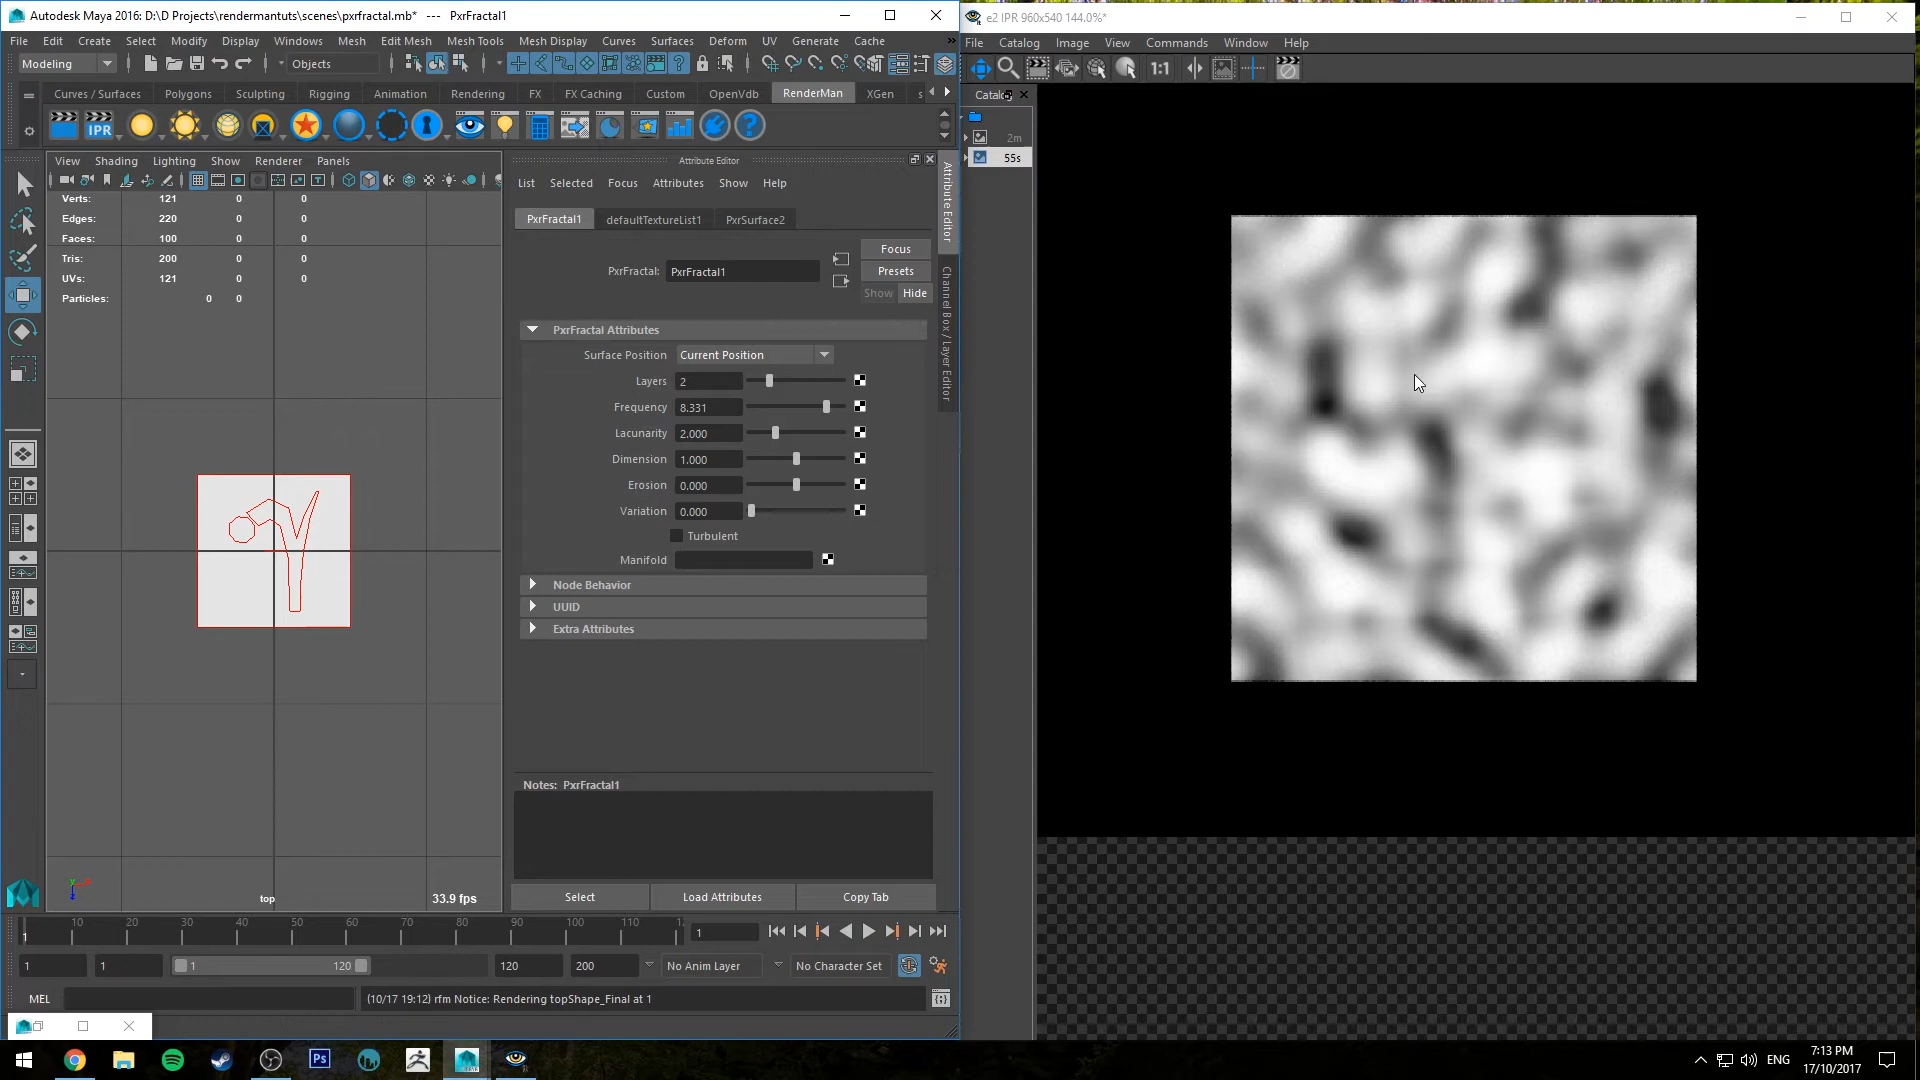 Autodesk Maya 2016: D:\D Projects\rendermantuts\scenes\pxrfractal.mb* --- PxrFractal1
File Edit Create Select Modify Display Windows Mesh Edit Mesh Mesh Tools Mesh Display Curves Surfaces Deform UV Generate Cache
Modeling Objects
Curves / Surfaces Polygons Sculpting Rigging Animation Rendering FX FX Caching Custom OpenVdb RenderMan XGen
IPR
View Shading Lighting Show Renderer Panels
Verts: 121 0 0
Edges: 220 0 0
Faces: 100 0 0
Tris: 200 0 0
UVs: 121 0 0
Particles: 0 0
top
33.9 fps
Attribute Editor
List Selected Focus Attributes Show Help
PxrFractal1 defaultTextureList1 PxrSurface2
Focus
PxrFractal: PxrFractal1
Presets
Show Hide
PxrFractal Attributes
Surface Position Current Position
Layers 2
Frequency 8.331
Lacunarity 2.000
Dimension 1.000
Erosion 0.000
Variation 0.000
Turbulent
Manifold
Node Behavior
UUID
Extra Attributes
Notes: PxrFractal1
Select Load Attributes Copy Tab
Attribute Editor
Channel Box / Layer Editor
10 20 30 40 50 60 70 80 90 100 110
1
1
1 1 1 120 120 200 No Anim Layer No Character Set
MEL (10/17 19:12) rfm Notice: Rendering topShape_Final at 1
e2 IPR 960x540 144.0%*
File Catalog Image View Commands Window Help
1:1
2m
55s
Ps
ENG
7:13 PM
17/10/2017